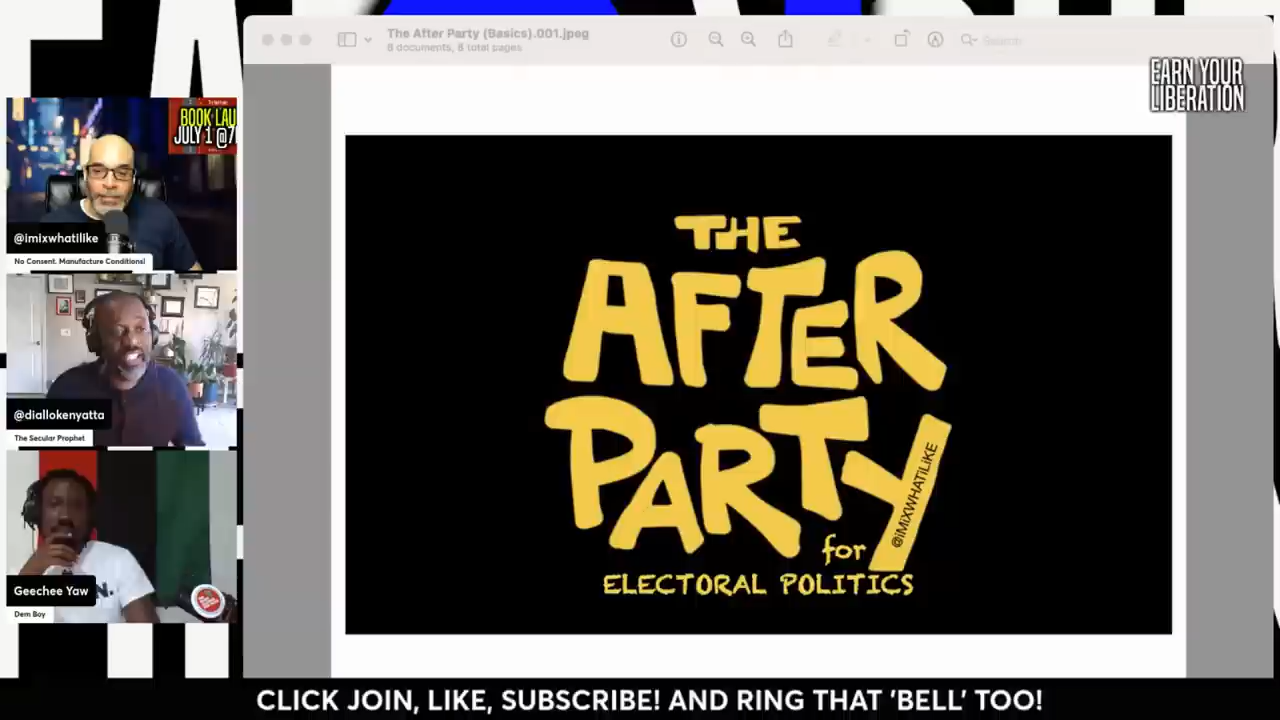 The After Party (Basics).001.jpeg
8 documents, 8 total pages
Search
EARN YOUR
LIBERATION
BOOK LAU
JULY 1 @7
@imixwhatilike
No Consent. Manufacture Conditions!
@diallokenyatta
The Secular Prophet
Geechee Yaw
Dem Boy
THE
AFTER
PARTY
@iMiXWHATiLiKE
for
ELECTORAL POLITICS
CLICK JOIN, LIKE, SUBSCRIBE! AND RING THAT 'BELL' TOO!